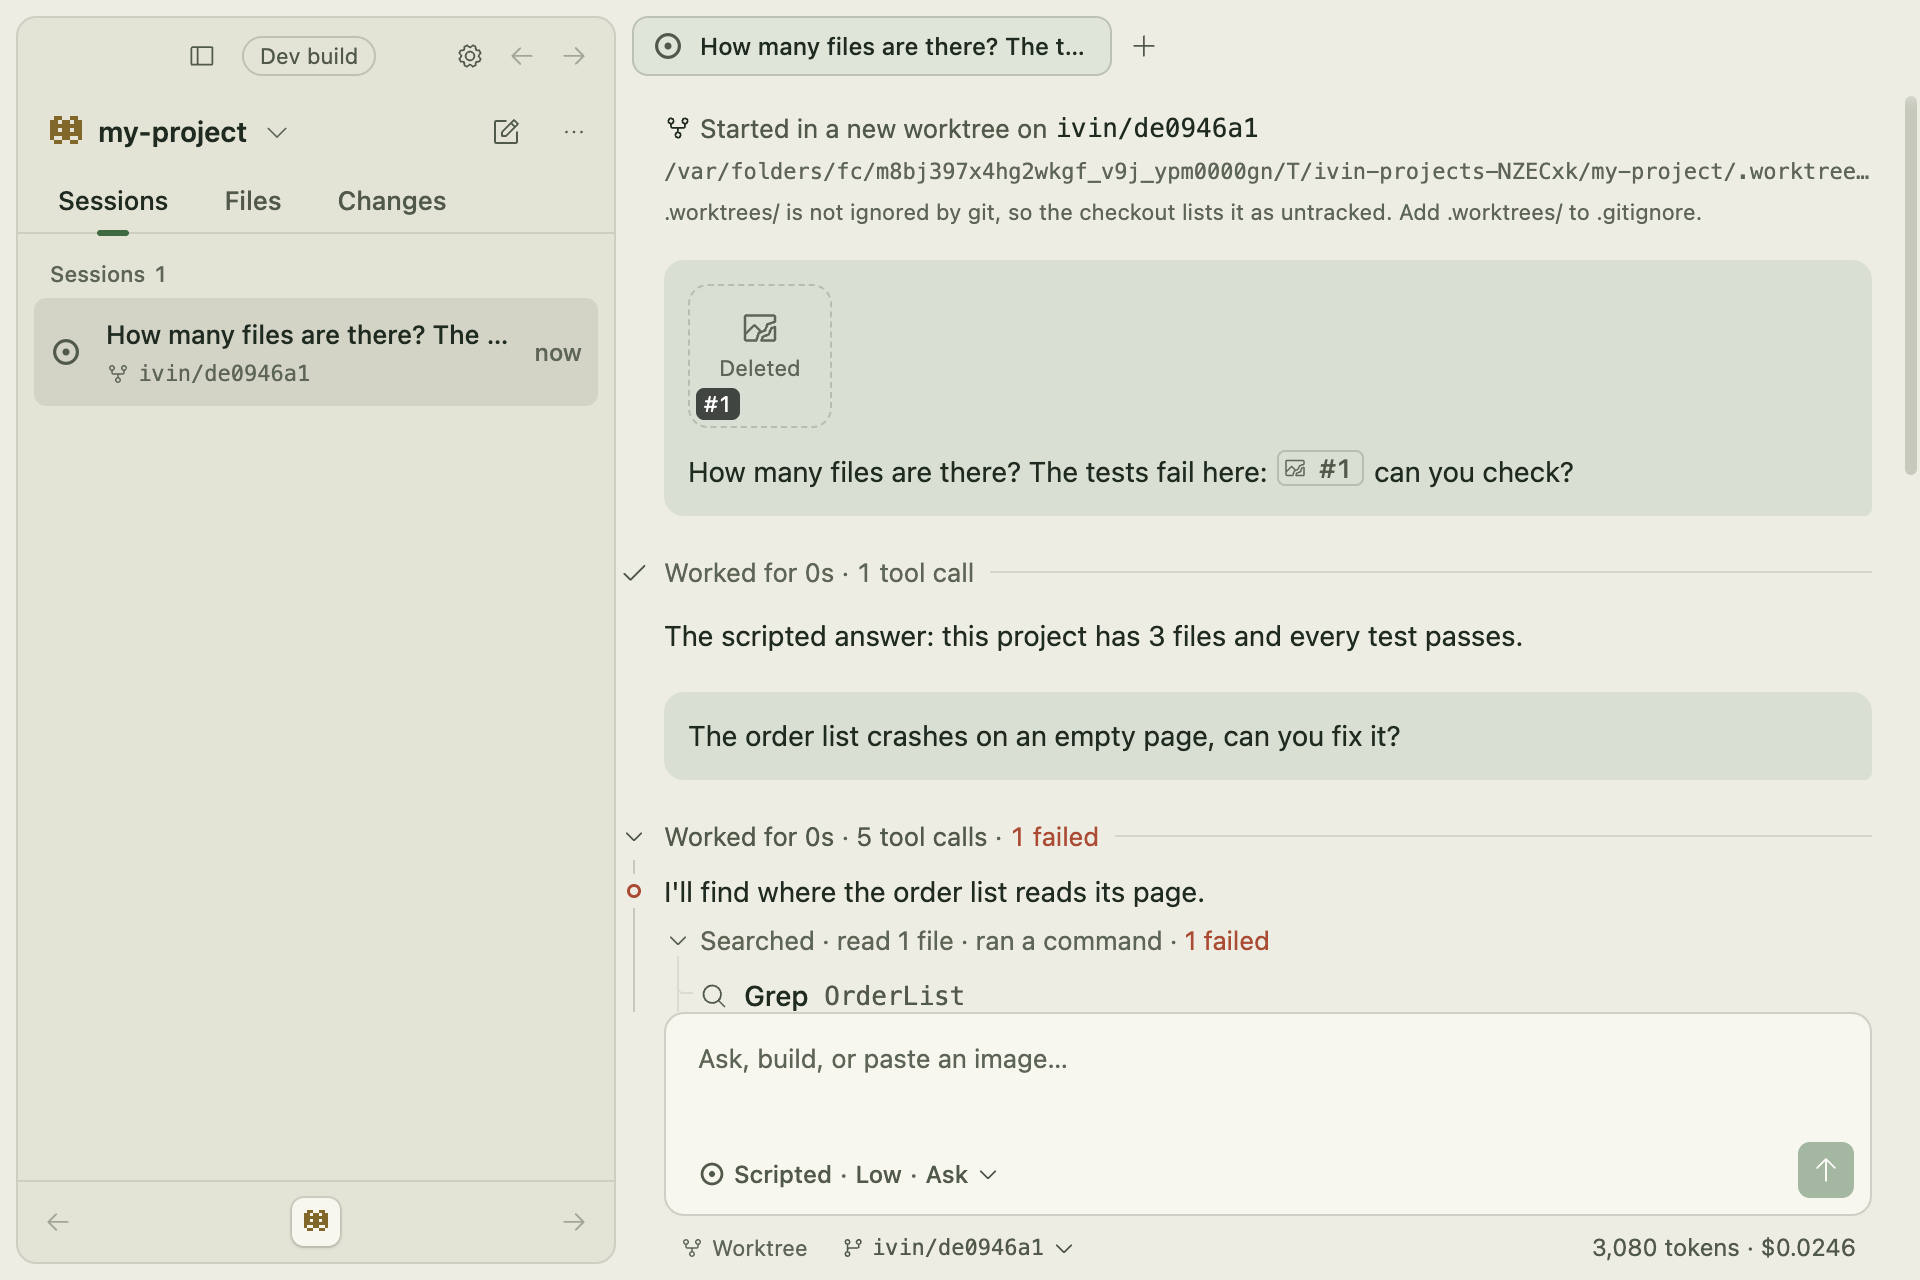 Dev build
my-project
Sessions Files Changes
Sessions 1
How many files are there? The ...
now
ivin/de0946a1
How many files are there? The t...
Started in a new worktree on ivin/de0946a1
/var/folders/fc/m8bj397x4hg2wkgf_v9j_ypm0000gn/T/ivin-projects-NZECxk/my-project/.worktree…
.worktrees/ is not ignored by git, so the checkout lists it as untracked. Add .worktrees/ to .gitignore.
Deleted
#1
How many files are there? The tests fail here: #1 can you check?
Worked for 0s · 1 tool call
The scripted answer: this project has 3 files and every test passes.
The order list crashes on an empty page, can you fix it?
Worked for 0s · 5 tool calls · 1 failed
I'll find where the order list reads its page.
Searched · read 1 file · ran a command · 1 failed
Grep OrderList
Ask, build, or paste an image...
Scripted · Low · Ask
Worktree ivin/de0946a1
3,080 tokens · $0.0246